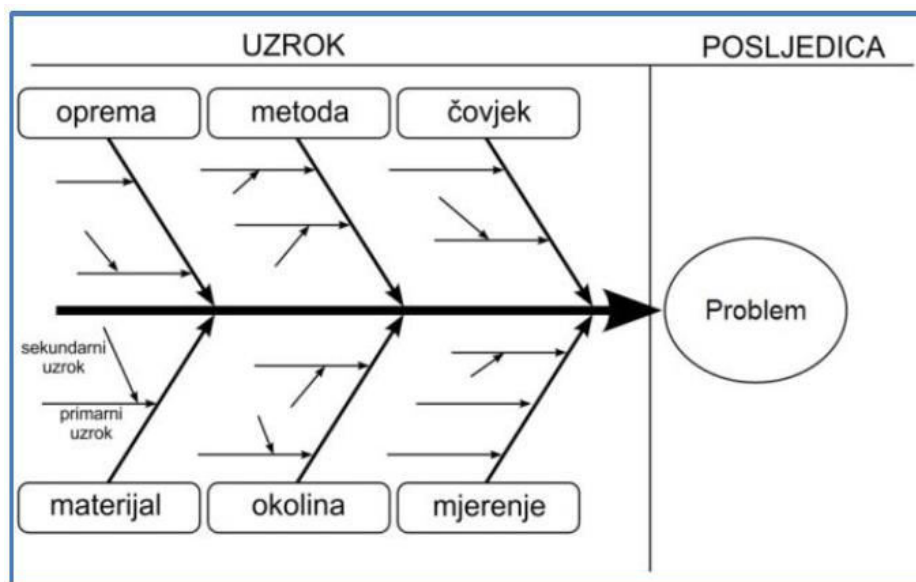 UZROK
POSLJEDICA
oprema
metoda
čovjek
Problem
sekundarni
uzrok
primarni
uzrok
materijal
okolina
mjerenje